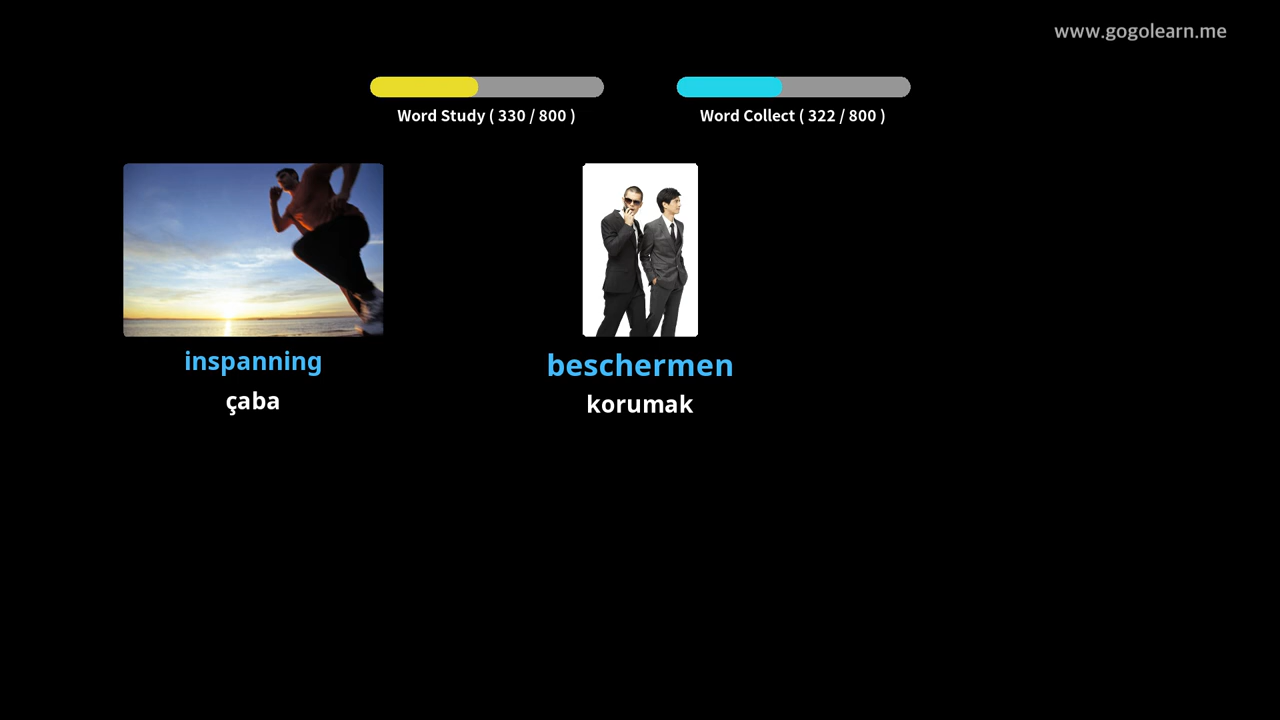 www.gogolearn.me
Word Study ( 330 / 800 )
Word Collect ( 322 / 800 )
inspanning
çaba
beschermen
korumak